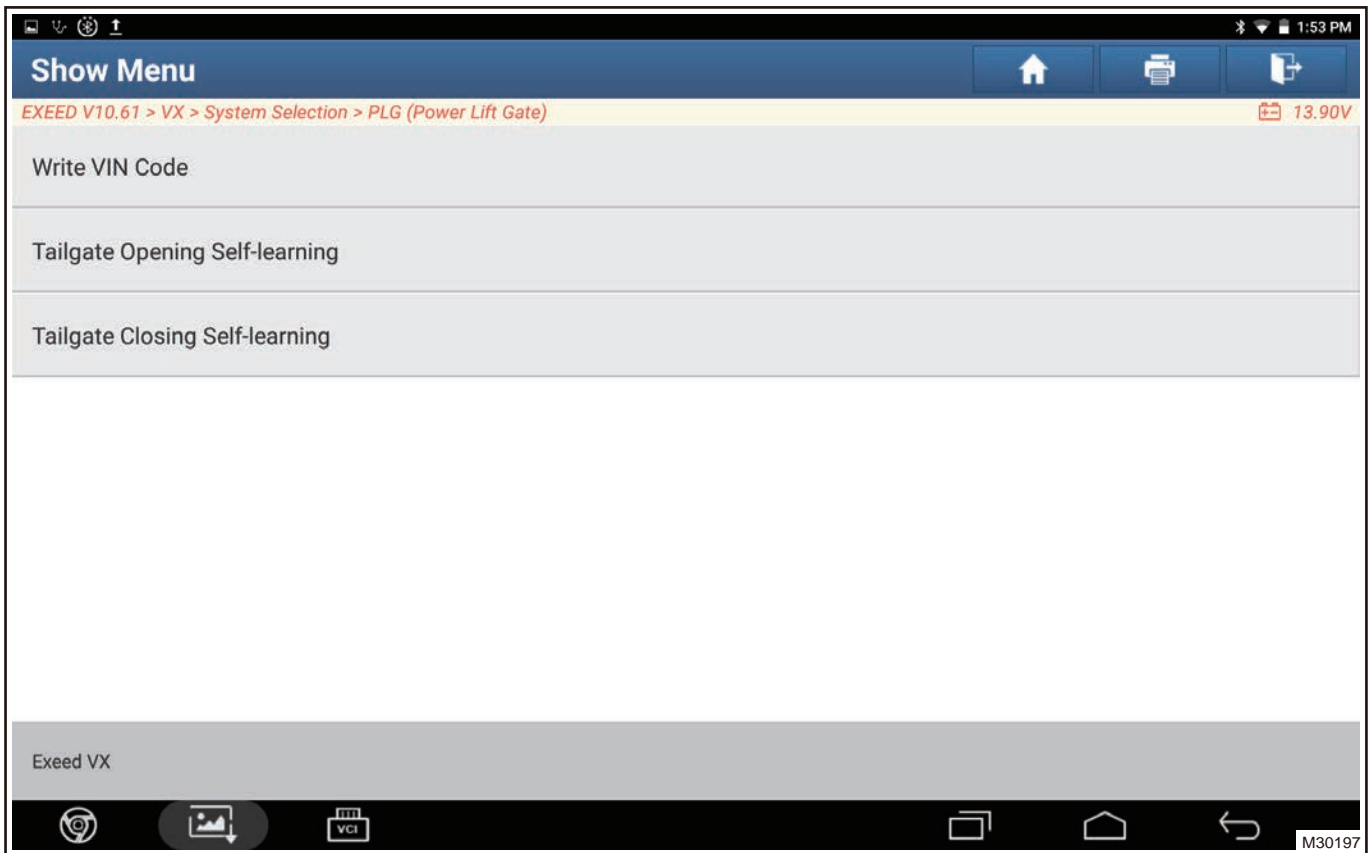 1:53 PM
Show Menu
EXEED V10.61 > VX > System Selection > PLG (Power Lift Gate)
13.90V
Write VIN Code
Tailgate Opening Self-learning
Tailgate Closing Self-learning
Exeed VX
VCI
M30197